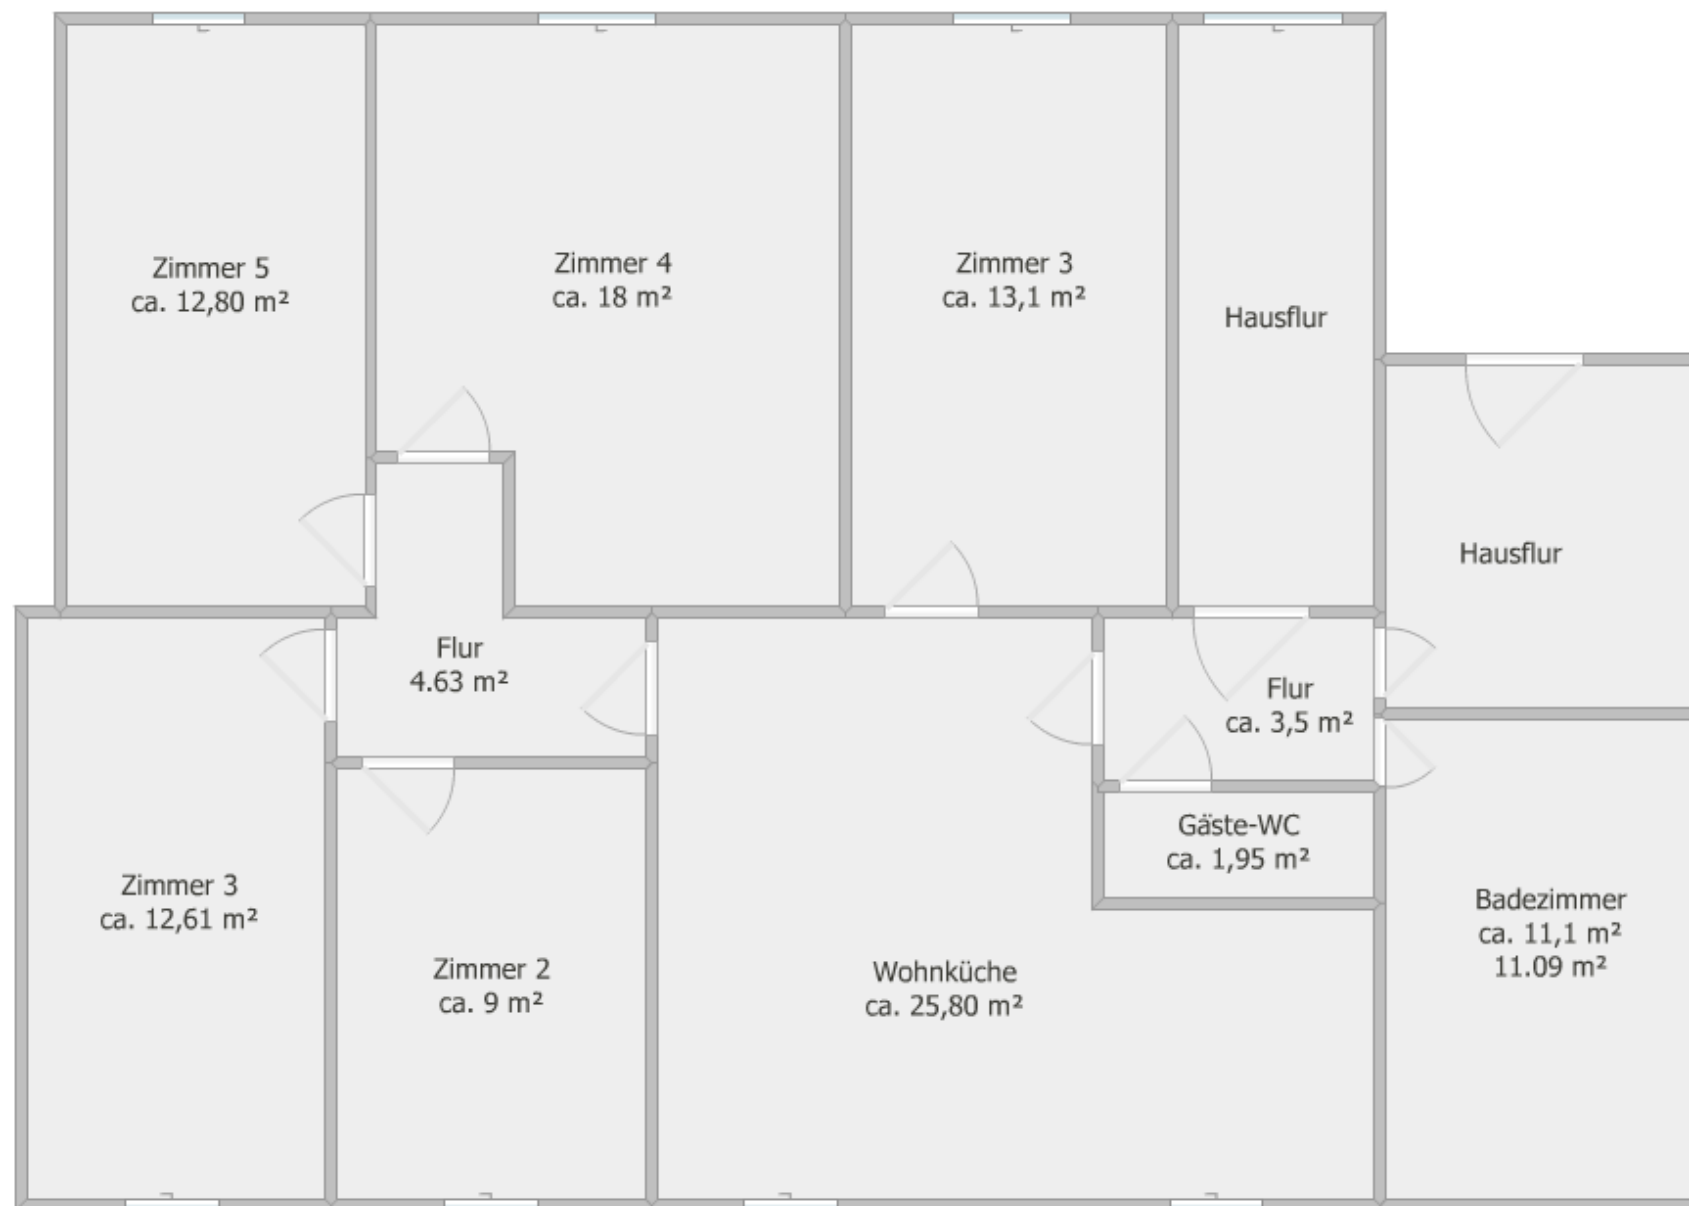 Zimmer 5
ca. 12,80 m²
Zimmer 4
ca. 18 m²
Zimmer 3
ca. 13,1 m²
Hausflur
Hausflur
Flur
4.63 m²
Flur
ca. 3,5 m²
Gäste-WC
ca. 1,95 m²
Zimmer 3
ca. 12,61 m²
Zimmer 2
ca. 9 m²
Wohnküche
ca. 25,80 m²
Badezimmer
ca. 11,1 m²
11.09 m²